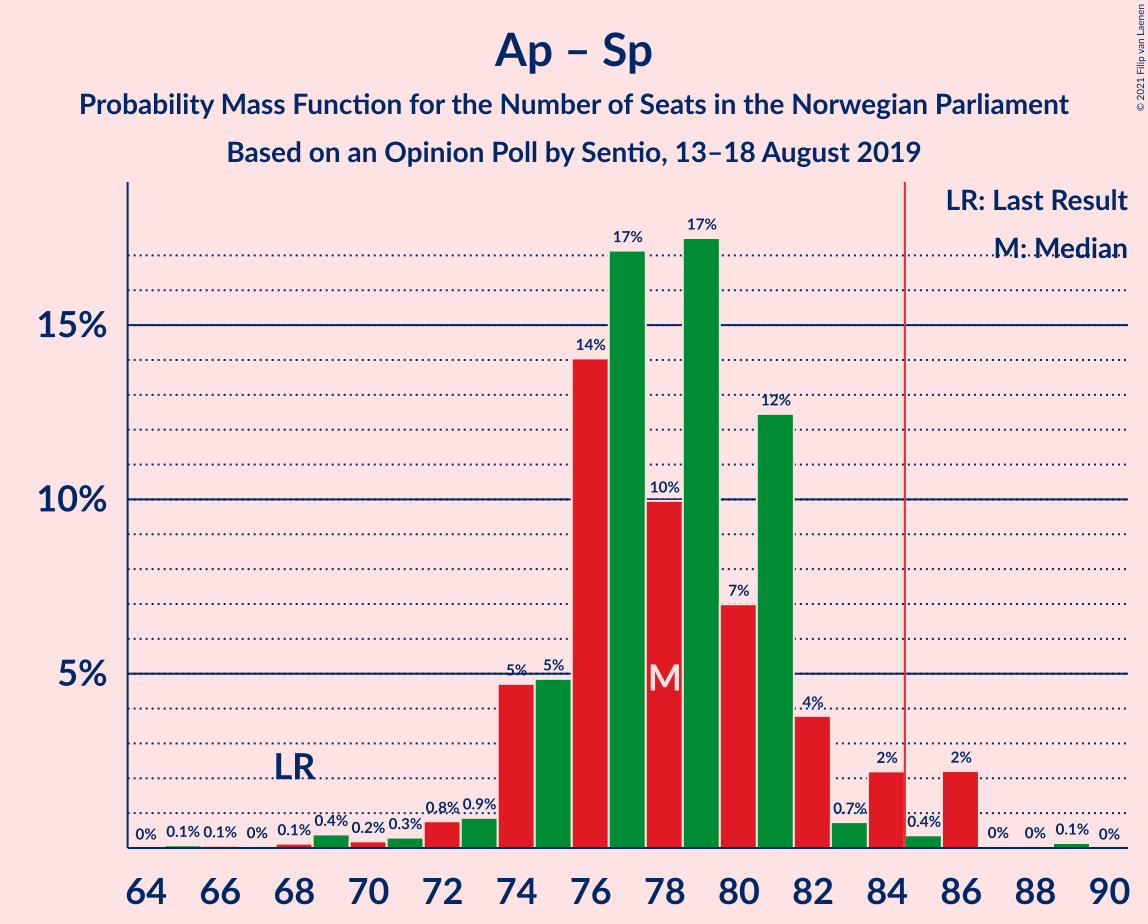 Ap – Sp
Probability Mass Function for the Number of Seats in the Norwegian Parliament
Based on an Opinion Poll by Sentio, 13–18 August 2019
© 2021 Filip van Laenen
LR: Last Result
M: Median
15%
10%
5%
0% 0.1% 0.1% 0% 0.1% 0.4% 0.2% 0.3% 0.8% 0.9% 5% 5% 14% 17% 10% 17% 7% 12% 4% 0.7% 2% 0.4% 2% 0% 0% 0.1% 0%
LR
M
64 66 68 70 72 74 76 78 80 82 84 86 88 90